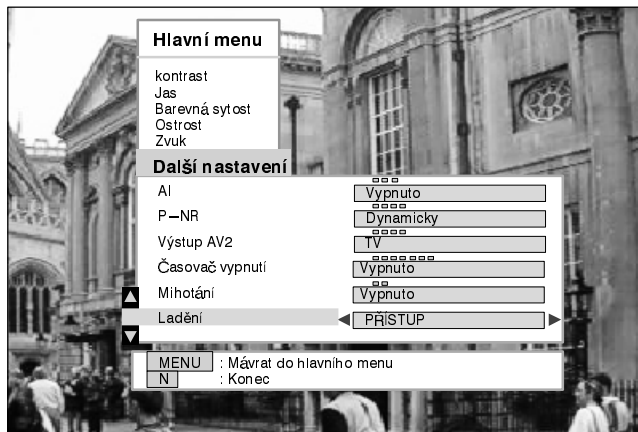 Hlavní menu
kontrast
Jas
Barevná sytost
Ostrost
Zvuk
Další nastavení
AI Vypnuto
P–NR Dynamicky
Výstup AV2 TV
Časovač vypnutí Vypnuto
Mihotání Vypnuto
Ladění PŘÍSTUP
MENU : Mávrat do hlavního menu
N : Konec